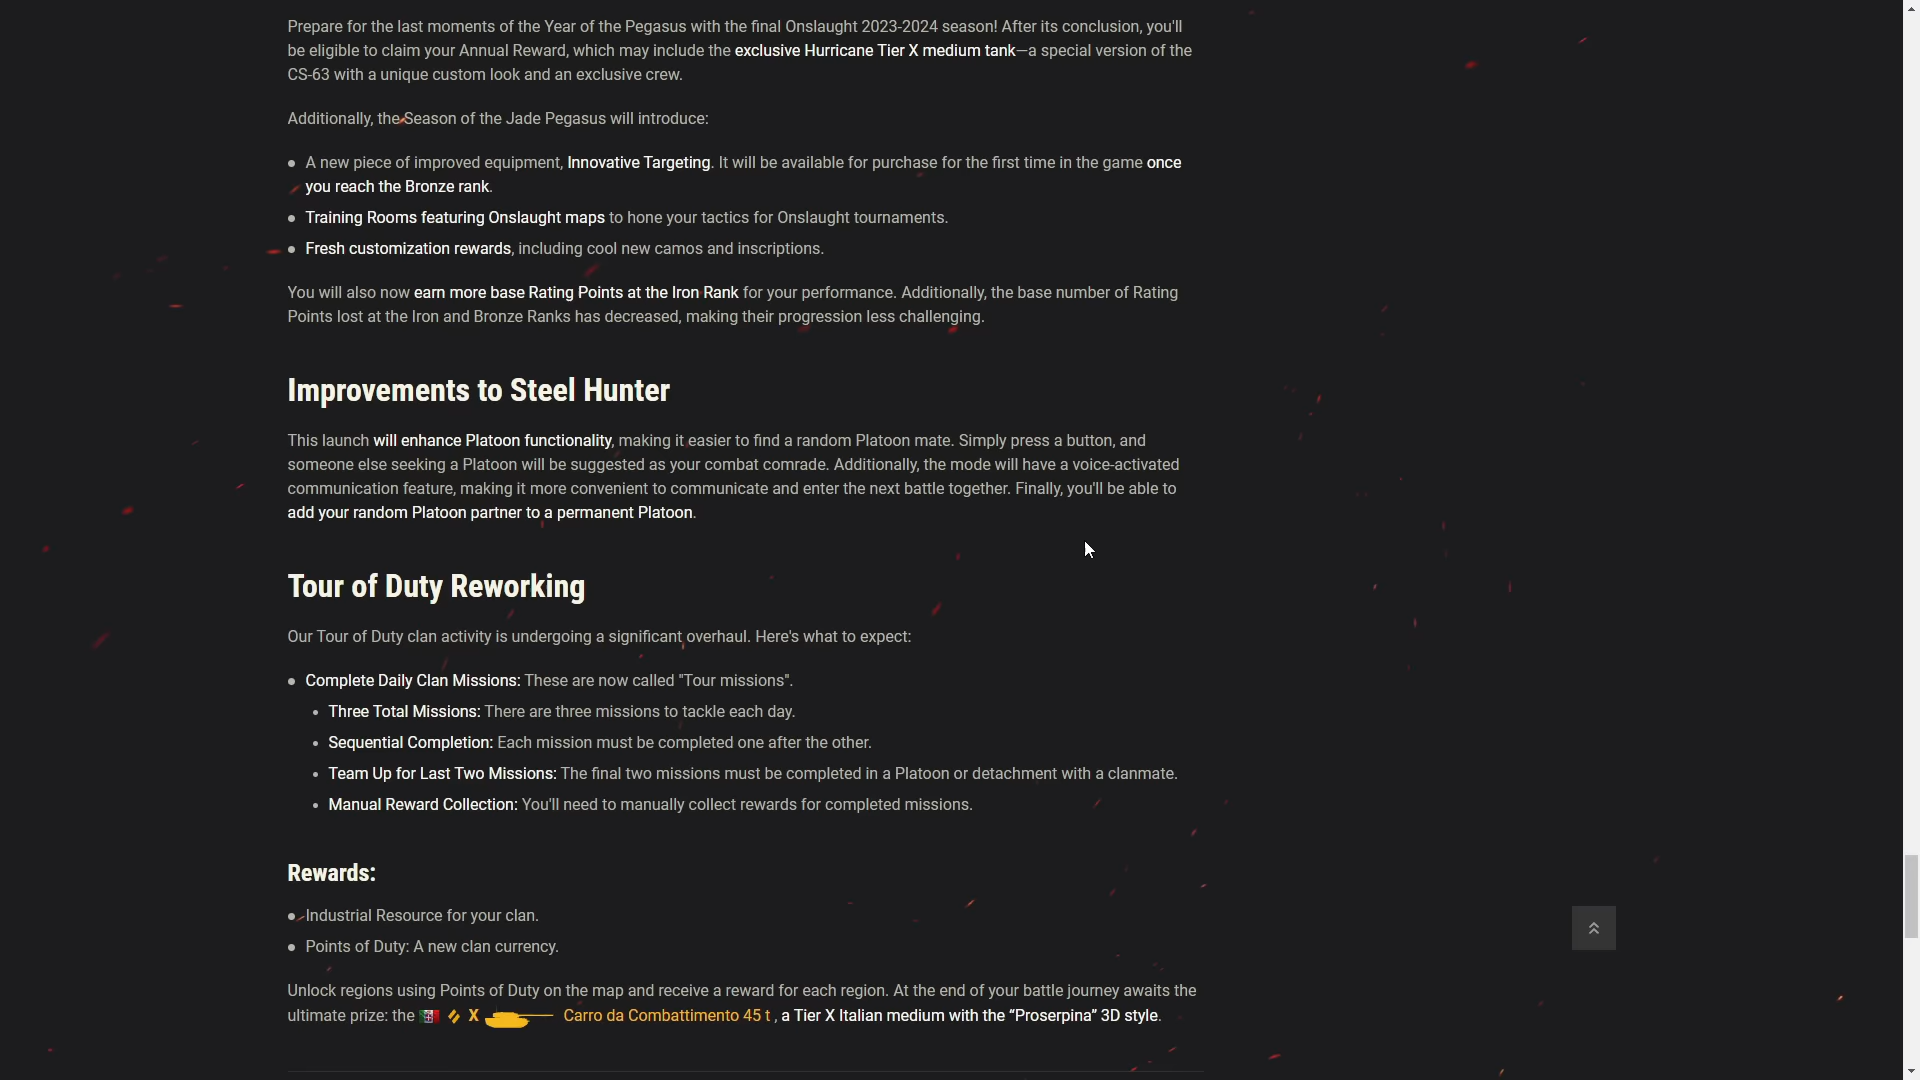 Prepare for the last moments of the Year of the Pegasus with the final Onslaught 2023-2024 season! After its conclusion, you'll
be eligible to claim your Annual Reward, which may include the exclusive Hurricane Tier X medium tank—a special version of the
CS-63 with a unique custom look and an exclusive crew.
Additionally, the Season of the Jade Pegasus will introduce:
A new piece of improved equipment, Innovative Targeting. It will be available for purchase for the first time in the game once
you reach the Bronze rank.
Training Rooms featuring Onslaught maps to hone your tactics for Onslaught tournaments.
Fresh customization rewards, including cool new camos and inscriptions.
You will also now earn more base Rating Points at the Iron Rank for your performance. Additionally, the base number of Rating
Points lost at the Iron and Bronze Ranks has decreased, making their progression less challenging.
Improvements to Steel Hunter
This launch will enhance Platoon functionality, making it easier to find a random Platoon mate. Simply press a button, and
someone else seeking a Platoon will be suggested as your combat comrade. Additionally, the mode will have a voice-activated
communication feature, making it more convenient to communicate and enter the next battle together. Finally, you'll be able to
add your random Platoon partner to a permanent Platoon.
Tour of Duty Reworking
Our Tour of Duty clan activity is undergoing a significant overhaul. Here's what to expect:
Complete Daily Clan Missions: These are now called "Tour missions".
Three Total Missions: There are three missions to tackle each day.
Sequential Completion: Each mission must be completed one after the other.
Team Up for Last Two Missions: The final two missions must be completed in a Platoon or detachment with a clanmate.
Manual Reward Collection: You'll need to manually collect rewards for completed missions.
Rewards:
Industrial Resource for your clan.
Points of Duty: A new clan currency.
Unlock regions using Points of Duty on the map and receive a reward for each region. At the end of your battle journey awaits the
ultimate prize: the X Carro da Combattimento 45 t , a Tier X Italian medium with the “Proserpina” 3D style.